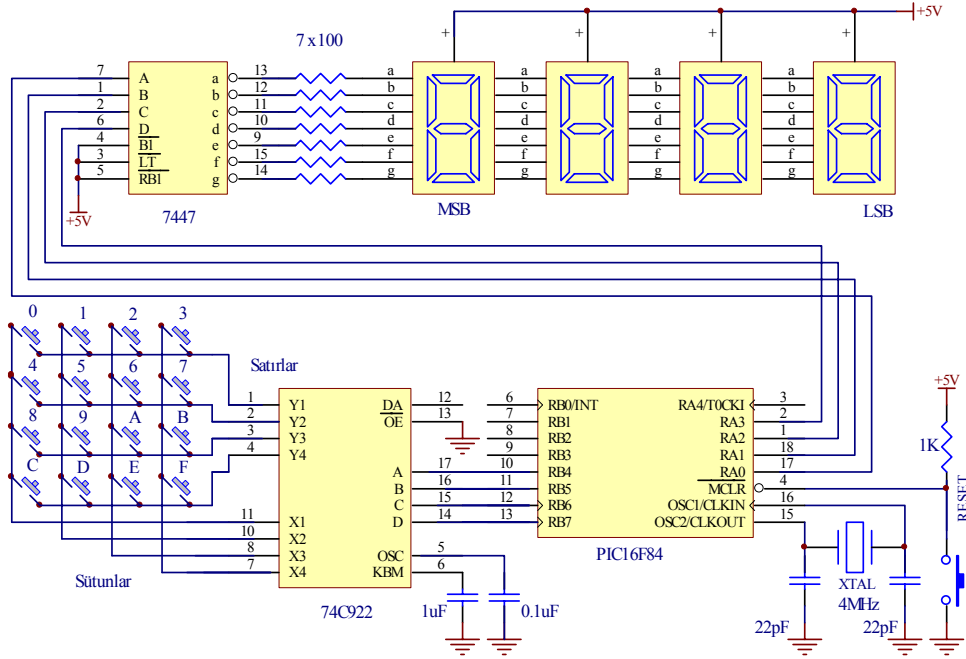 +5V
7 x100
+ + + +
7 A a 13 a a a a
1 B b 12 b b b b
2 C c 11 c c c c
6 D d 10 d d d d
4 BI e 9 e e e e
3 LT f 15 f f f f
5 RBI g 14 g g g g
+5V
7447
MSB
LSB
0 1 2 3
4 5 6 7
8 9 A B
C D E F
Satırlar
Sütunlar
1 Y1 DA 12
2 Y2 OE 13
3 Y3
4 Y4
A 17
B 16
C 15
11 X1 D 14
10 X2
8 X3 OSC 5
7 X4 KBM 6
74C922
1uF
0.1uF
6 RB0/INT RA4/T0CKI 3
7 RB1 RA3 2
8 RB2 RA2 1
9 RB3 RA1 18
10 RB4 RA0 17
11 RB5 MCLR 4
12 RB6 OSC1/CLKIN 16
13 RB7 OSC2/CLKOUT 15
PIC16F84
+5V
1K
RESET
XTAL
4MHz
22pF
22pF